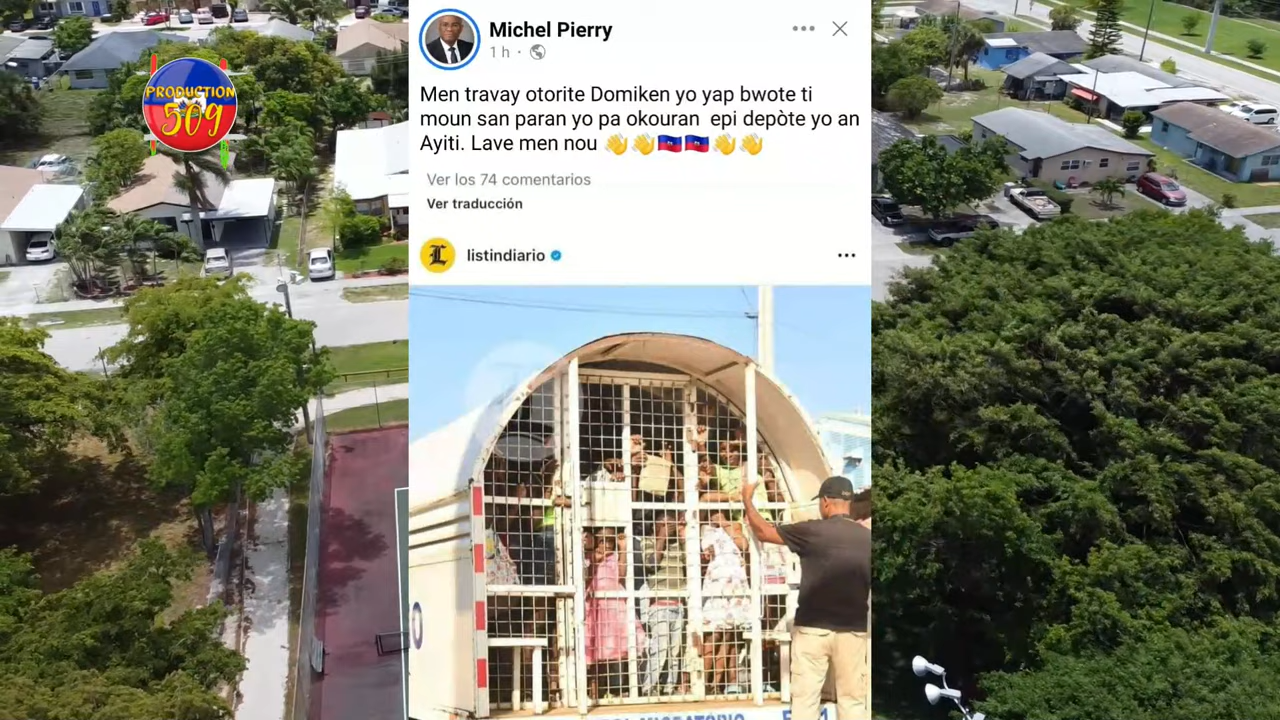 PRODUCTION
509
Michel Pierry
1 h ·
Men travay otorite Domiken yo yap bwote ti
moun san paran yo pa okouran epi depòte yo an
Ayiti. Lave men nou 👋👋🇭🇹🇭🇹👋👋
Ver los 74 comentarios
Ver traducción
listindiario
MIGRATORIO